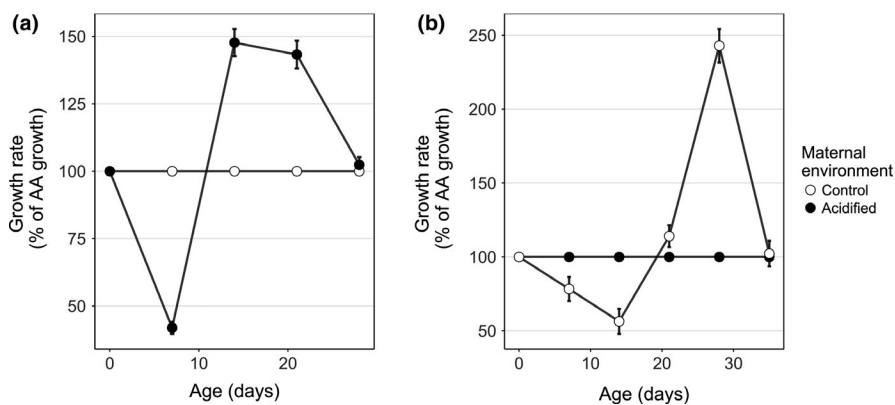 (a)
150
125
100
75
50
Growth rate
(% of AA growth)
0
10
20
Age (days)
(b)
250
200
150
100
50
Growth rate
(% of AA growth)
0
10
20
30
Age (days)
Maternal
environment
Control
Acidified